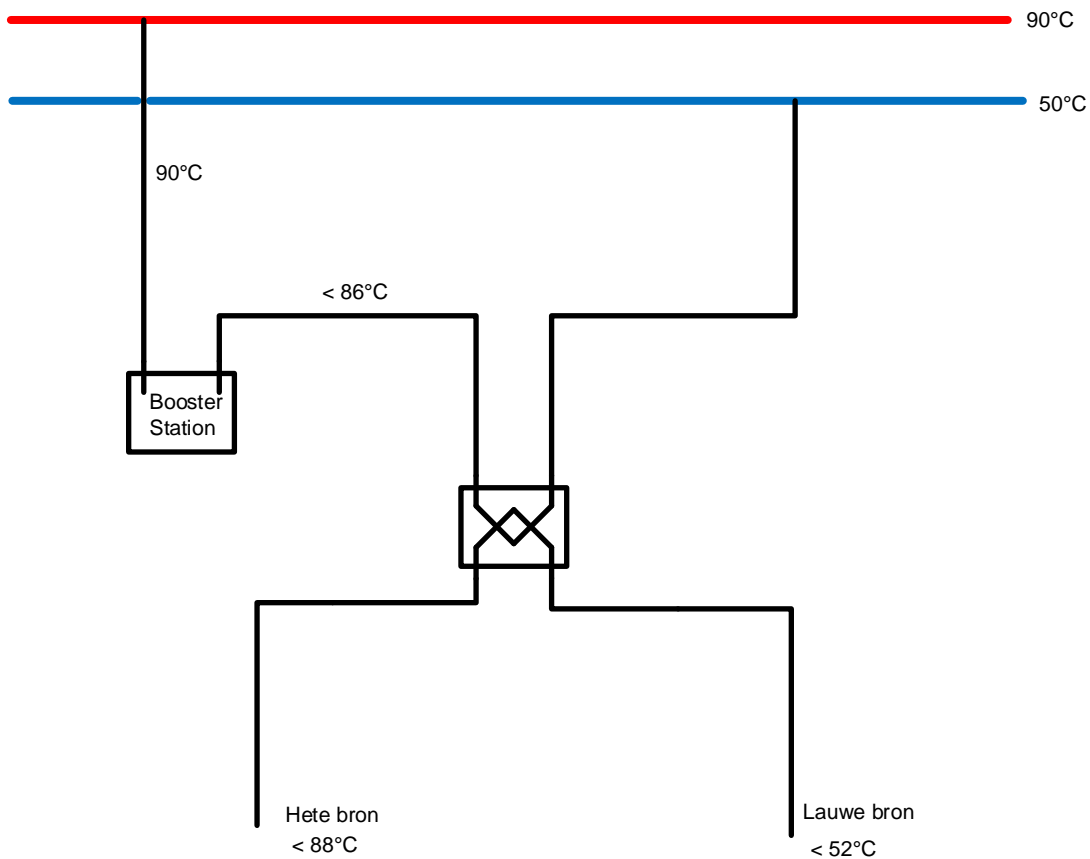 90°C
50°C
90°C
< 86°C
Booster
Station
Hete bron
< 88°C
Lauwe bron
< 52°C